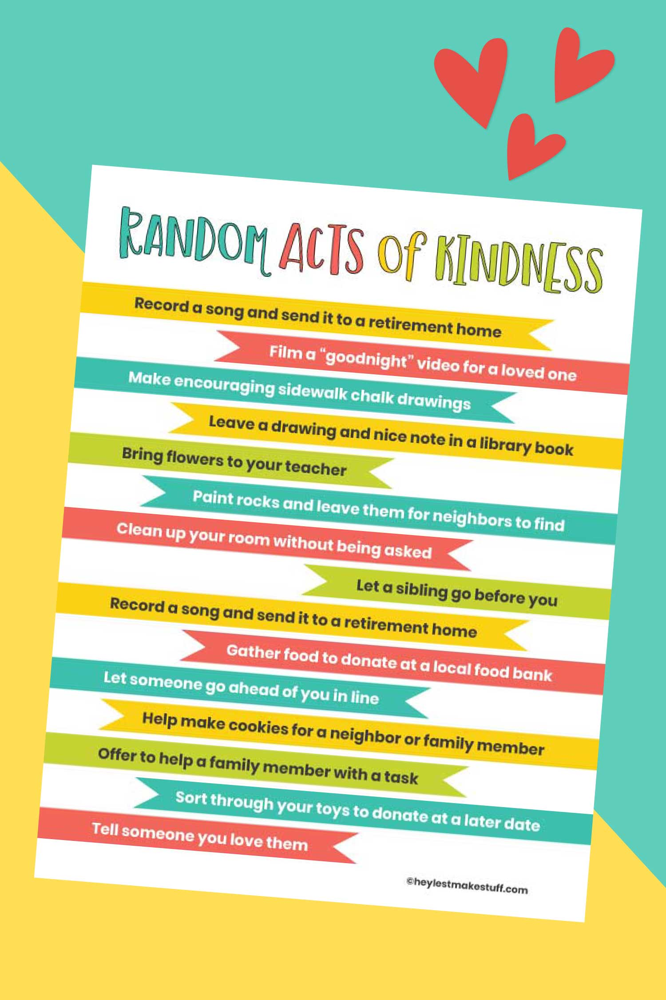 RANDOM ACTS of KINDNESS
Record a song and send it to a retirement home
Film a “goodnight” video for a loved one
Make encouraging sidewalk chalk drawings
Leave a drawing and nice note in a library book
Bring flowers to your teacher
Paint rocks and leave them for neighbors to find
Clean up your room without being asked
Let a sibling go before you
Record a song and send it to a retirement home
Gather food to donate at a local food bank
Let someone go ahead of you in line
Help make cookies for a neighbor or family member
Offer to help a family member with a task
Sort through your toys to donate at a later date
Tell someone you love them
©heylestmakestuff.com